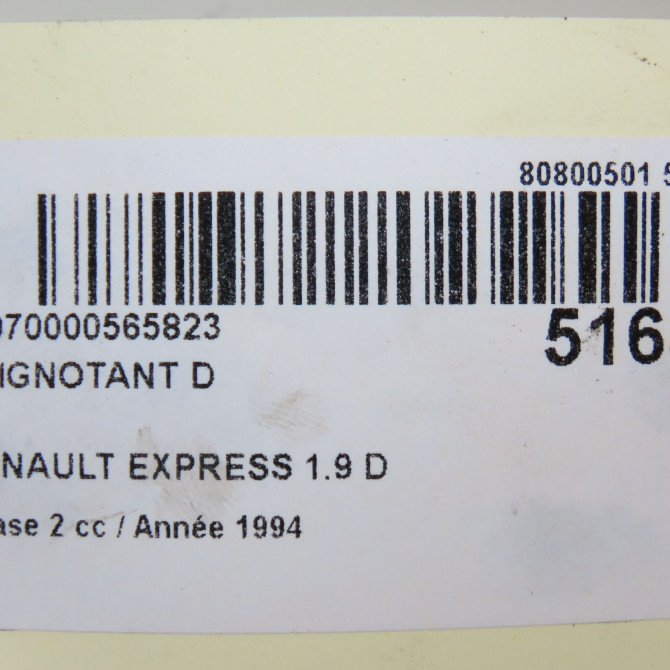 80800501 5
070000565823
516
IGNOTANT D
NAULT EXPRESS 1.9 D
ase 2 cc / Année 1994